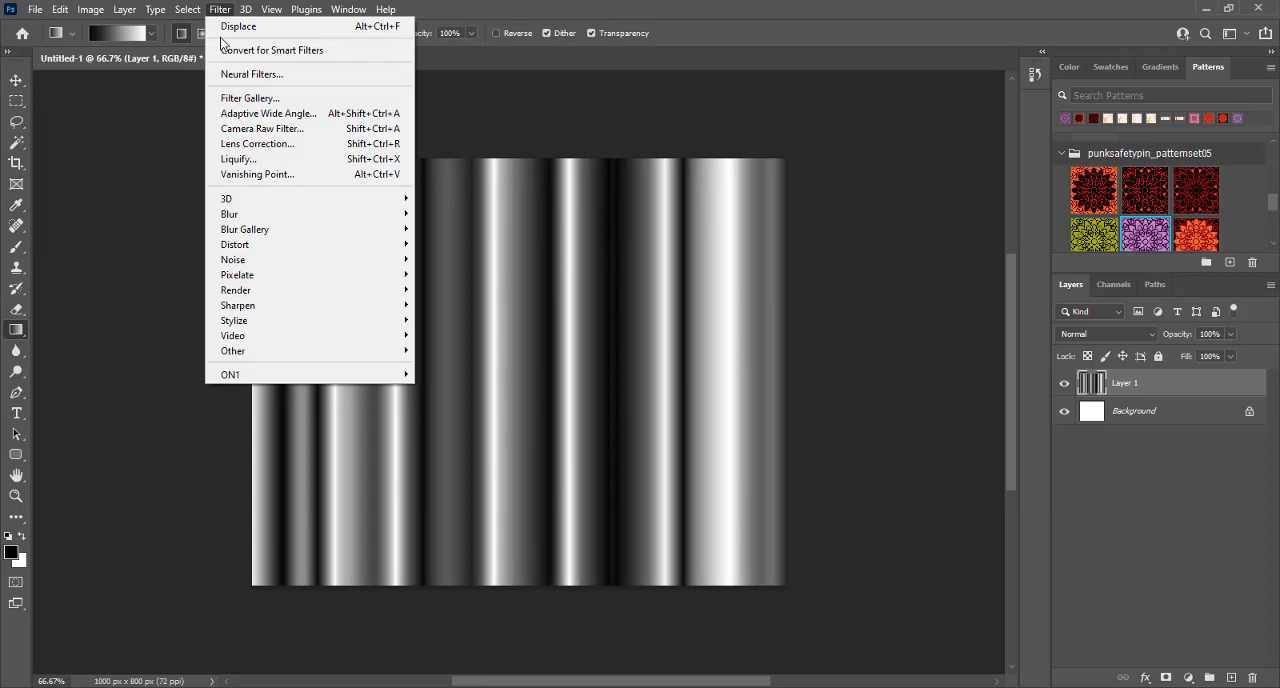 Ps File Edit Image Layer Type Select Filter 3D View Plugins Window Help
100% Reverse Dither Transparency
Untitled-1 @ 66.7% (Layer 1, RGB/8#) *
Displace Alt+Ctrl+F
Convert for Smart Filters
Neural Filters...
Filter Gallery...
Adaptive Wide Angle... Alt+Shift+Ctrl+A
Camera Raw Filter... Shift+Ctrl+A
Lens Correction... Shift+Ctrl+R
Liquify... Shift+Ctrl+X
Vanishing Point... Alt+Ctrl+V
3D
Blur
Blur Gallery
Distort
Noise
Pixelate
Render
Sharpen
Stylize
Video
Other
ON1
Color Swatches Gradients Patterns
Search Patterns
punksafetypin_patternset05
Layers Channels Paths
Kind
Normal Opacity: 100%
Lock: Fill: 100%
Layer 1
Background
66.67% 1000 px x 800 px (72 ppi)